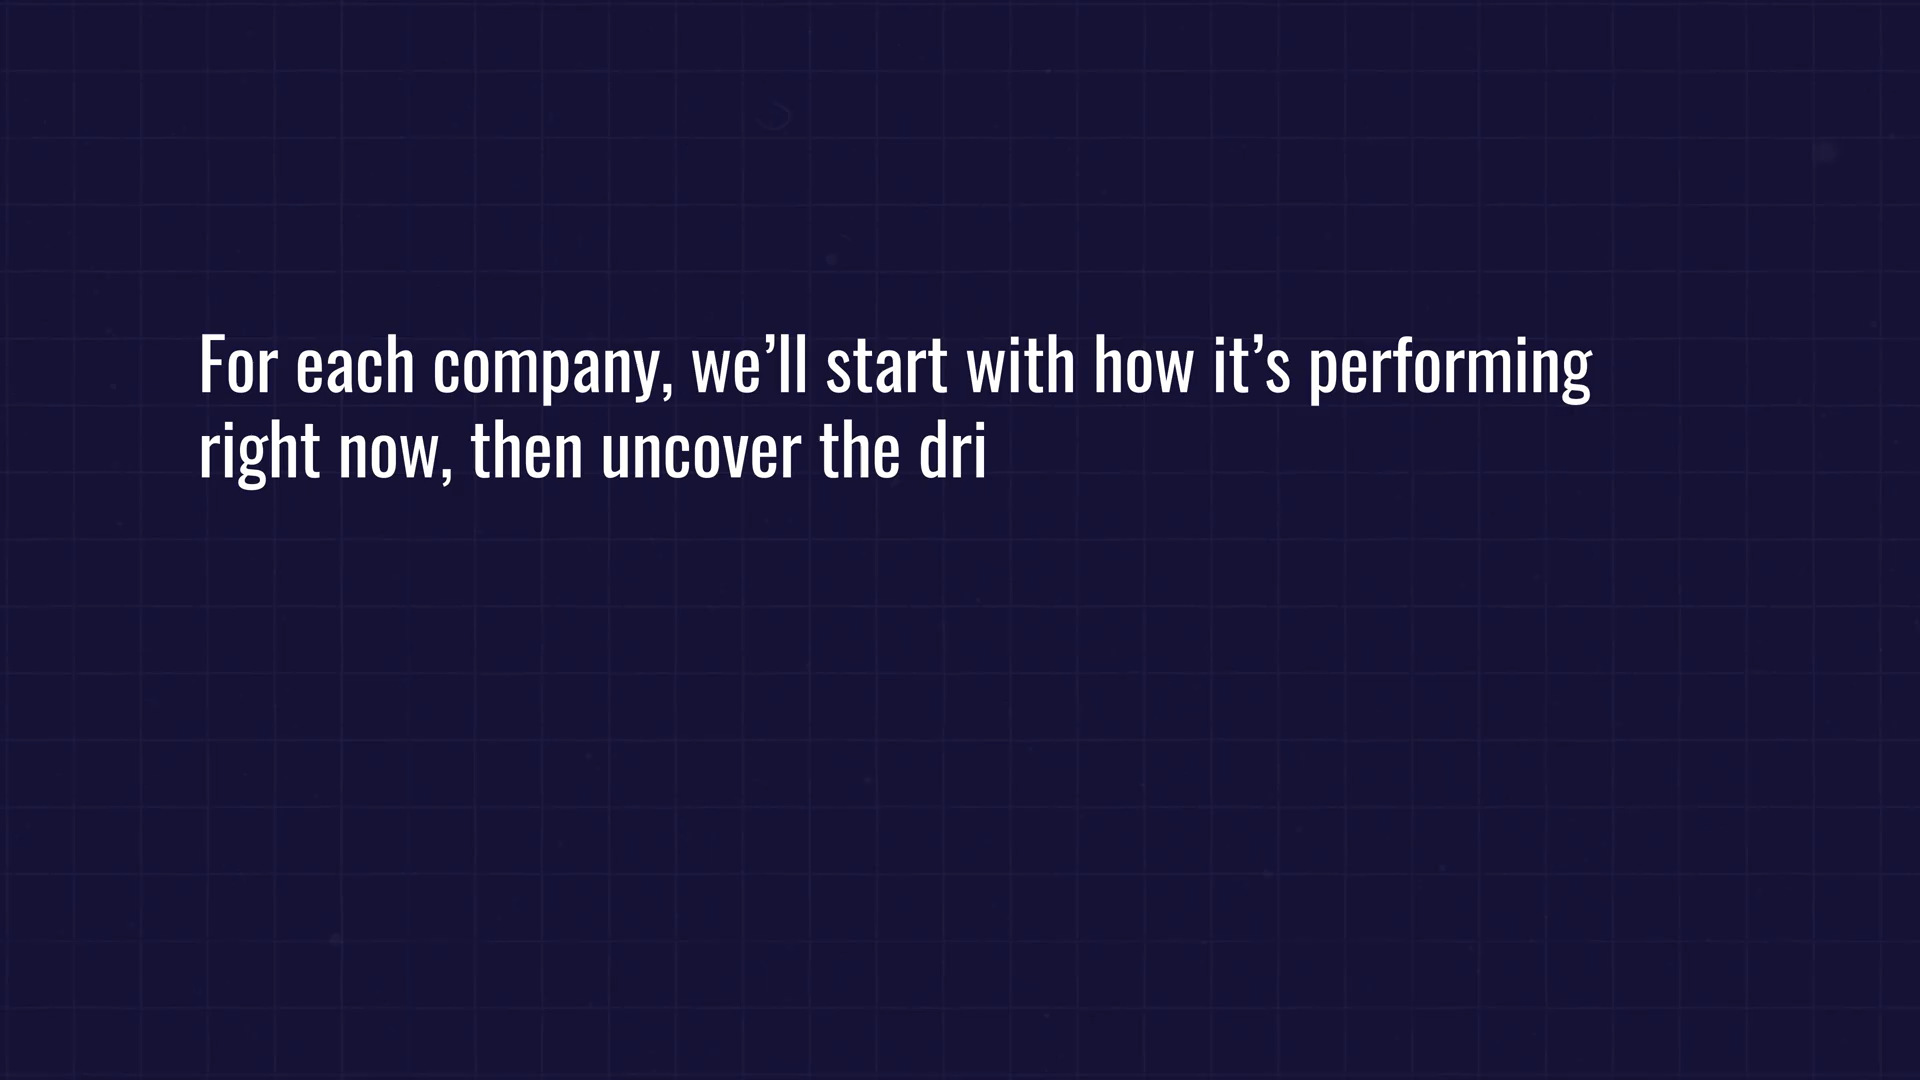 For each company, we’ll start with how it’s performing
right now, then uncover the dri